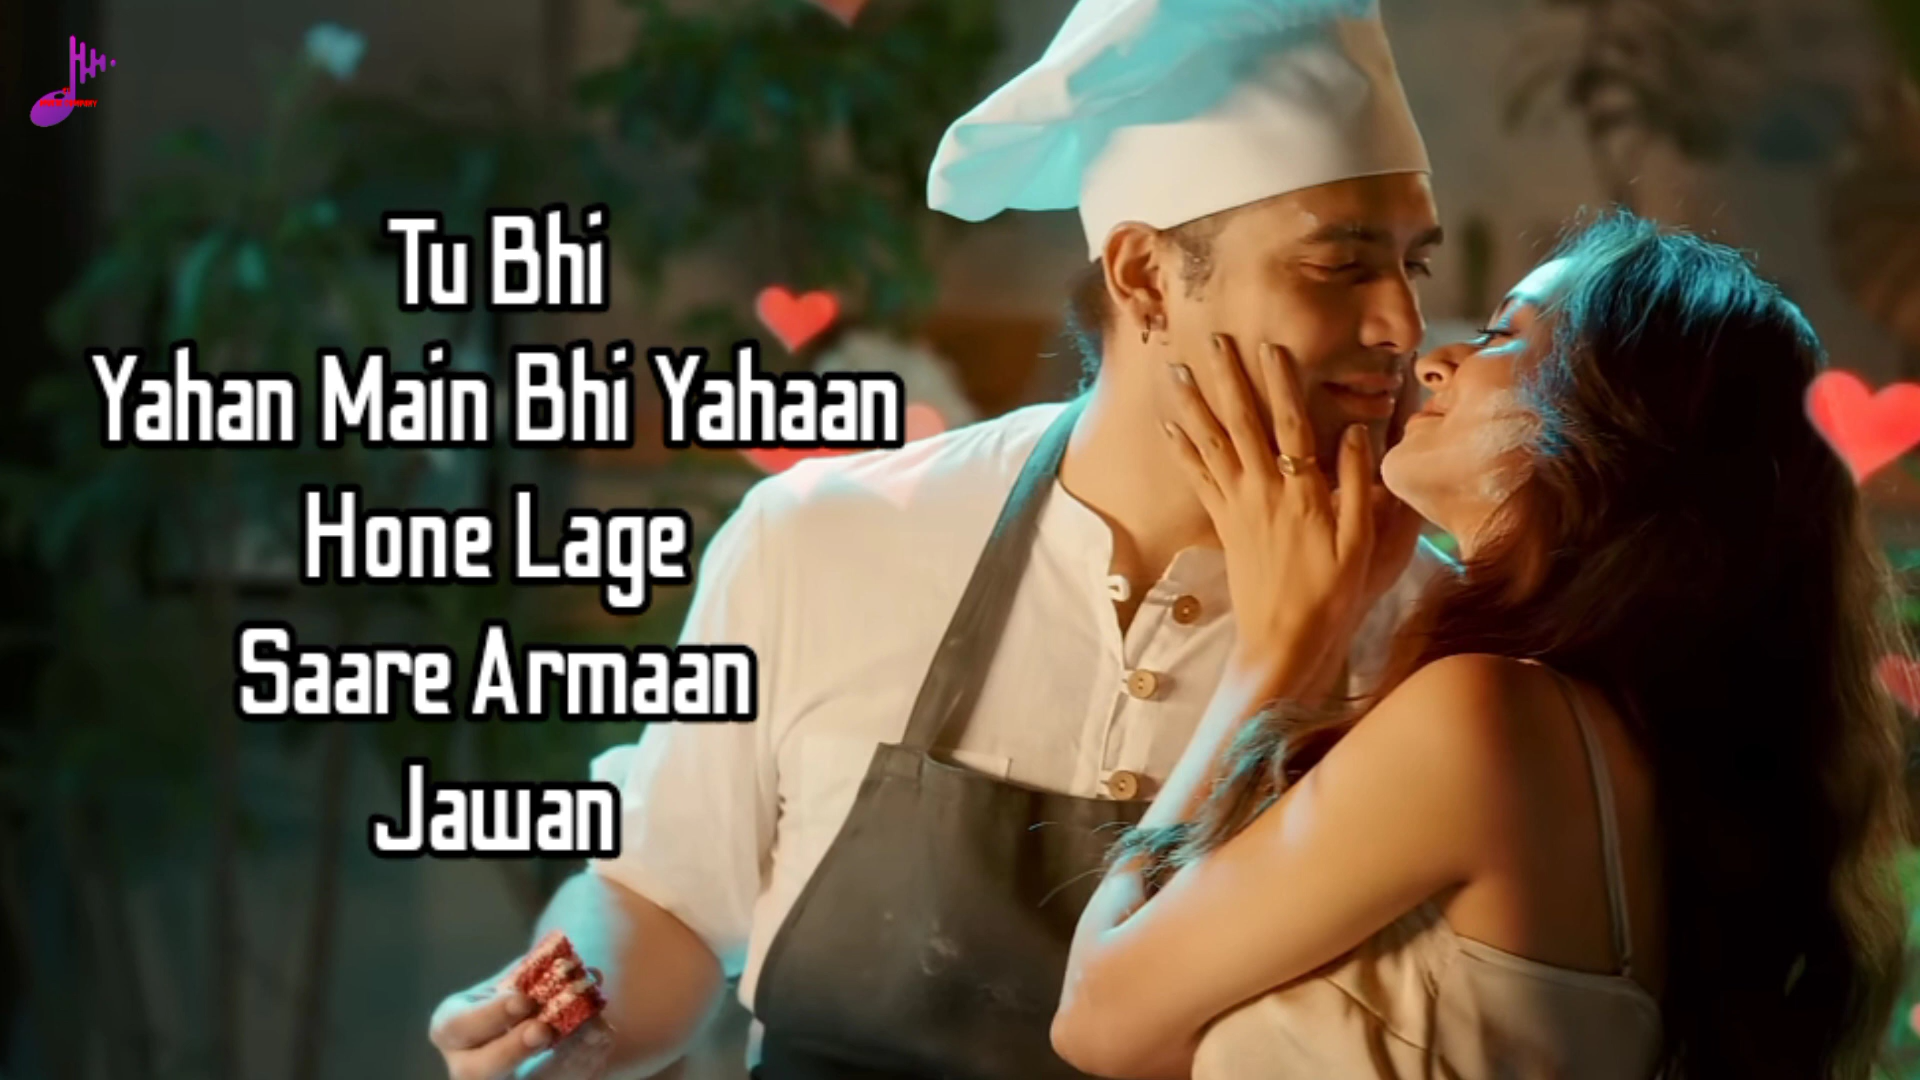 Tu Bhi
Yahan Main Bhi Yahaan
Hone Lage
Saare Armaan
Jawan